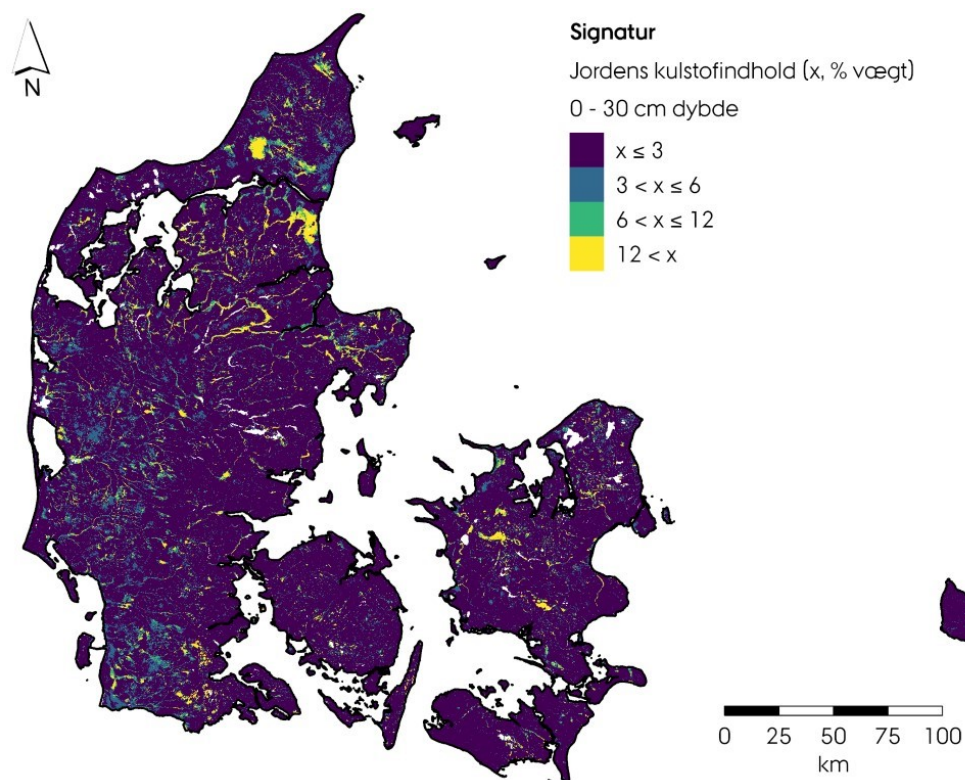 N
Signatur
Jordens kulstofindhold (x, % vægt)
0 - 30 cm dybde
x ≤ 3
3 < x ≤ 6
6 < x ≤ 12
12 < x
0 25 50 75 100
km